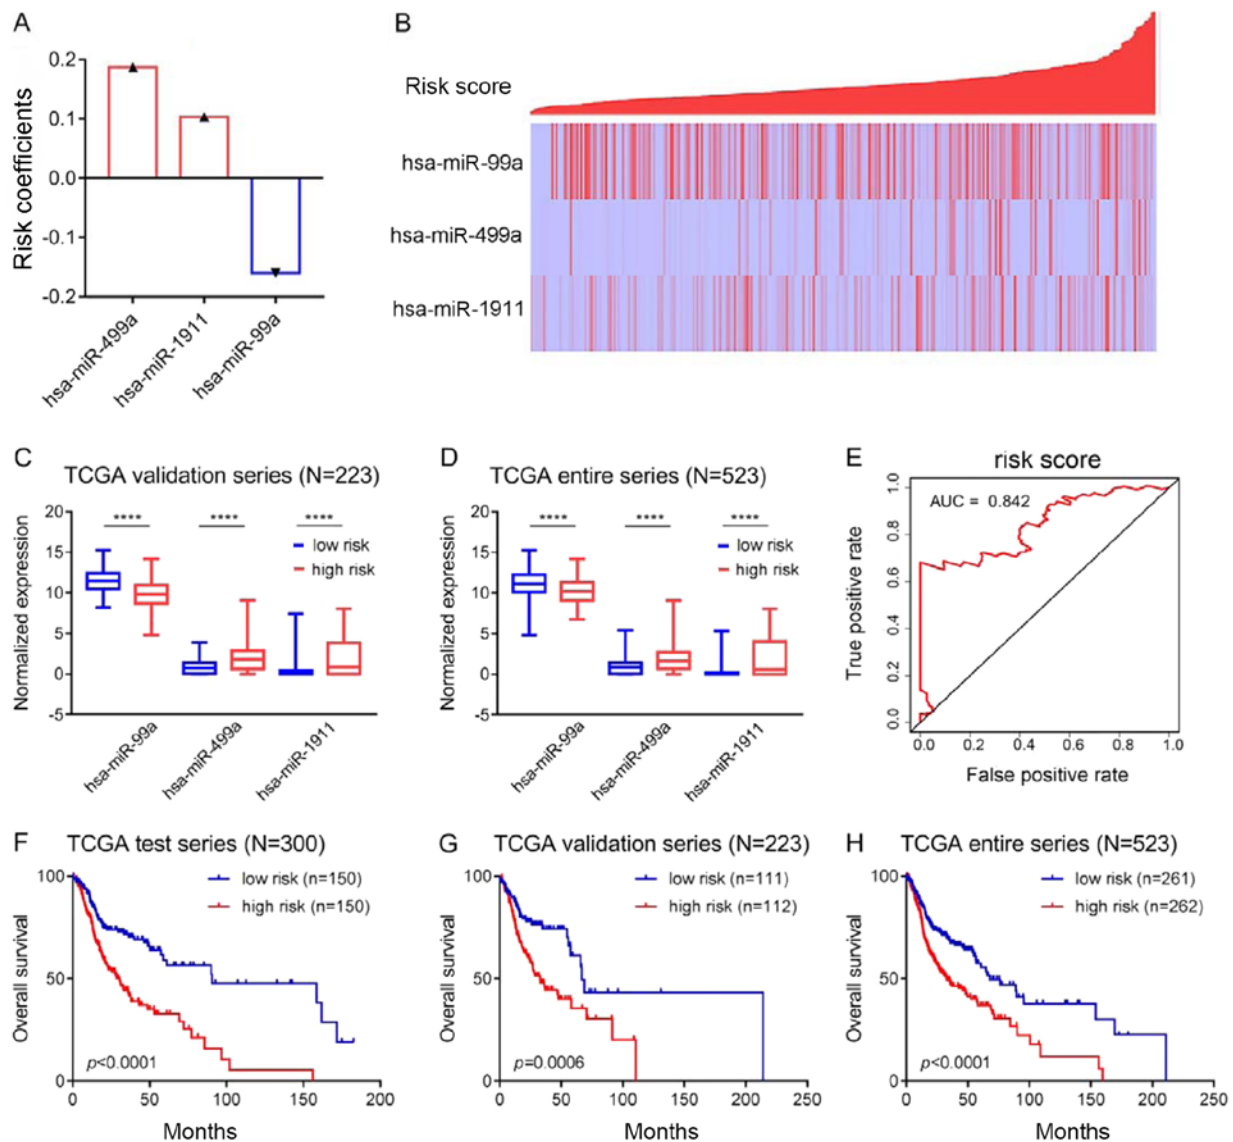 A
Risk coefficients
0.2
0.1
0.0
-0.1
-0.2
hsa-miR-499a
hsa-miR-1911
hsa-miR-99a
B
Risk score
hsa-miR-99a
hsa-miR-499a
hsa-miR-1911
C
TCGA validation series (N=223)
Normalized expression
20
15
10
5
0
-5
****
****
****
low risk
high risk
hsa-miR-99a
hsa-miR-499a
hsa-miR-1911
D
TCGA entire series (N=523)
Normalized expression
20
15
10
5
0
-5
****
****
****
low risk
high risk
hsa-miR-99a
hsa-miR-499a
hsa-miR-1911
E
risk score
AUC = 0.842
True positive rate
1.0
0.8
0.6
0.4
0.2
0.0
0.0 0.2 0.4 0.6 0.8 1.0
False positive rate
F
TCGA test series (N=300)
low risk (n=150)
high risk (n=150)
Overall survival
100
50
0
p<0.0001
0 50 100 150 200
Months
G
TCGA validation series (N=223)
low risk (n=111)
high risk (n=112)
Overall survival
100
50
0
p=0.0006
0 50 100 150 200 250
Months
H
TCGA entire series (N=523)
low risk (n=261)
high risk (n=262)
Overall survival
100
50
0
p<0.0001
0 50 100 150 200 250
Months